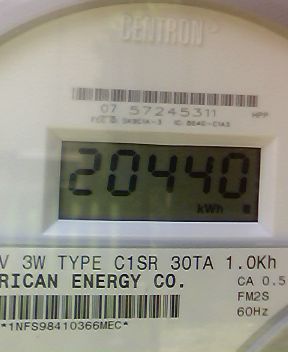 CENTRON
07 57245311 HPP
20440
kWh
V 3W TYPE C1SR 30TA 1.0Kh
RICAN ENERGY CO. CA 0.5
FM2S
*1NFS98410366MEC* 60Hz